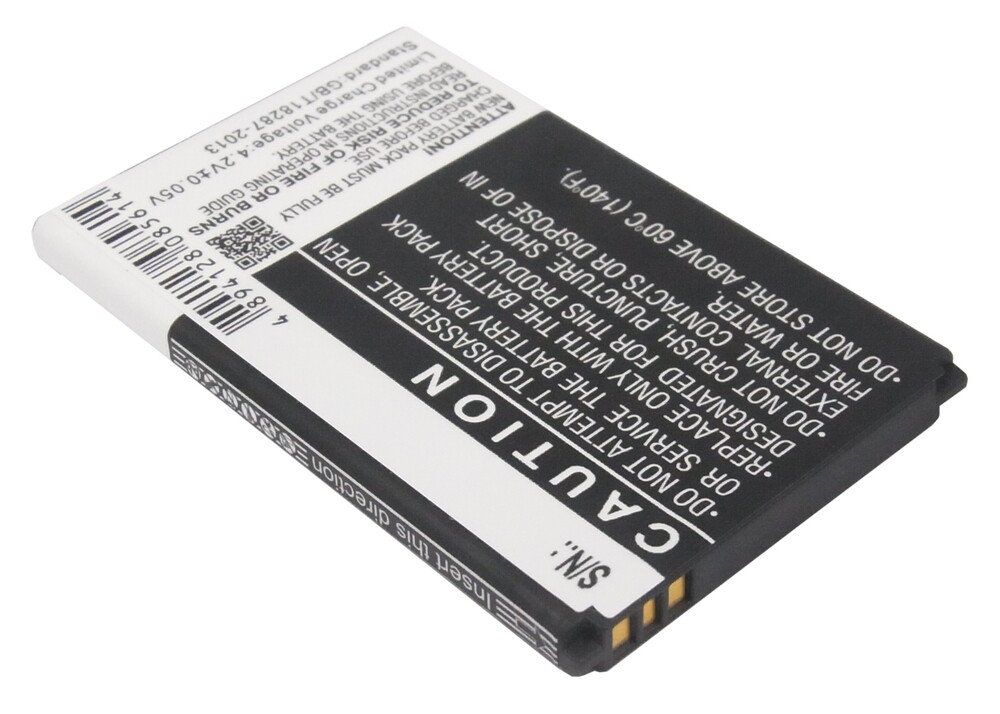 CAUTION
•DO NOT ATTEMPT TO DISASSEMBLE, OPEN
OR SERVICE THE BATTERY PACK.
•REPLACE ONLY WITH THE BATTERY PACK
DESIGNATED FOR THIS PRODUCT.
•DO NOT CRUSH, PUNCTURE, SHORT
EXTERNAL CONTACTS OR DISPOSE OF IN
FIRE OR WATER.
•DO NOT STORE ABOVE 60°C (140°F).
S/N.:
ATTENTION!
NEW BATTERY PACK MUST BE FULLY
CHARGED BEFORE USE.
TO REDUCE RISK OF FIRE OR BURNS
READ INSTRUCTIONS IN OPERATING GUIDE
BEFORE USING THE BATTERY.
Limited Charge Voltage:4.2V±0.05V
Standard:GB/T18287-2013
4 894128 085614
Insert this direction